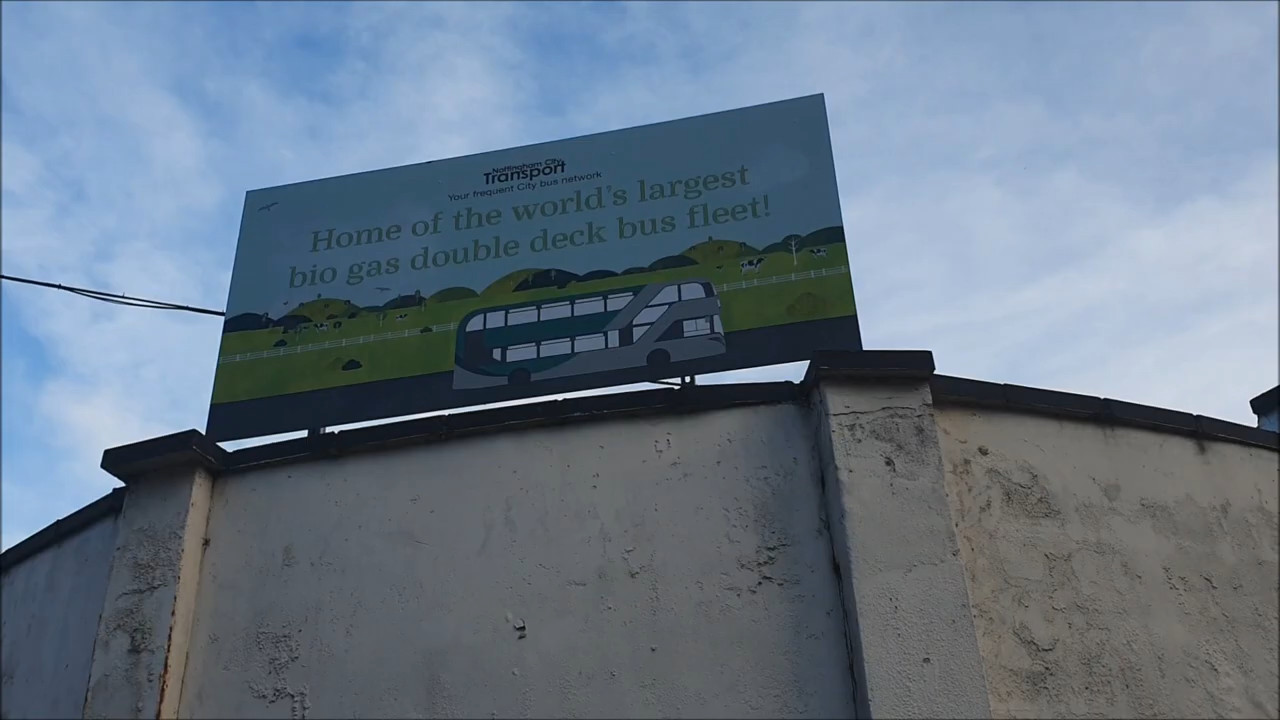 Nottingham City
Transport
Your frequent City bus network
Home of the world's largest
bio gas double deck bus fleet!